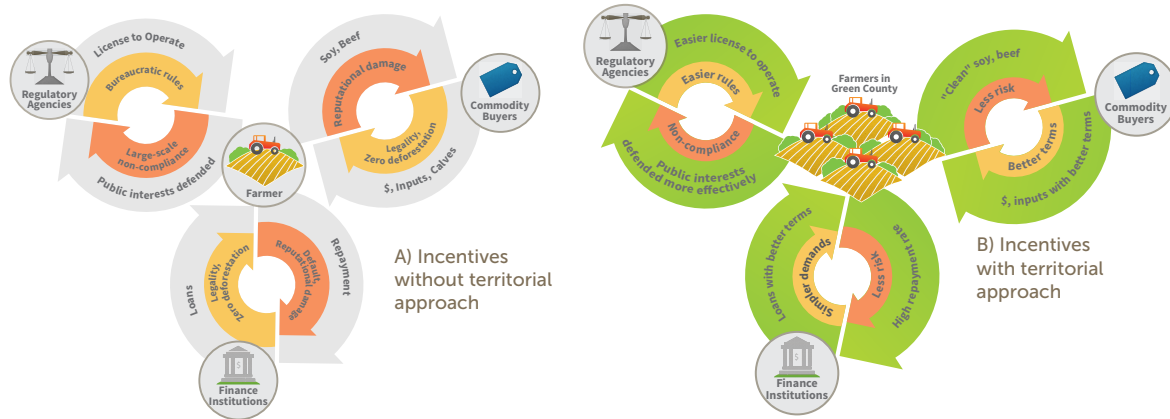 License to Operate
Bureaucratic rules
Regulatory
Agencies
Large-scale
non-compliance
Public interests defended
Soy, Beef
Reputational damage
Legality,
Zero deforestation
$, Inputs, Calves
Commodity
Buyers
Farmer
Loans
Legality,
Zero deforestation
Default,
Reputational damage
Repayment
$
Finance
Institutions
A) Incentives
without territorial
approach
Easier license to operate
Easier rules
Regulatory
Agencies
Non-compliance
Public interests
defended more effectively
Farmers in
Green County
"Clean" soy, beef
Less risk
Better terms
$, inputs with better terms
Commodity
Buyers
Loans with better terms
Simpler demands
Less risk
High repayment rate
$
Finance
Institutions
B) Incentives
with territorial
approach